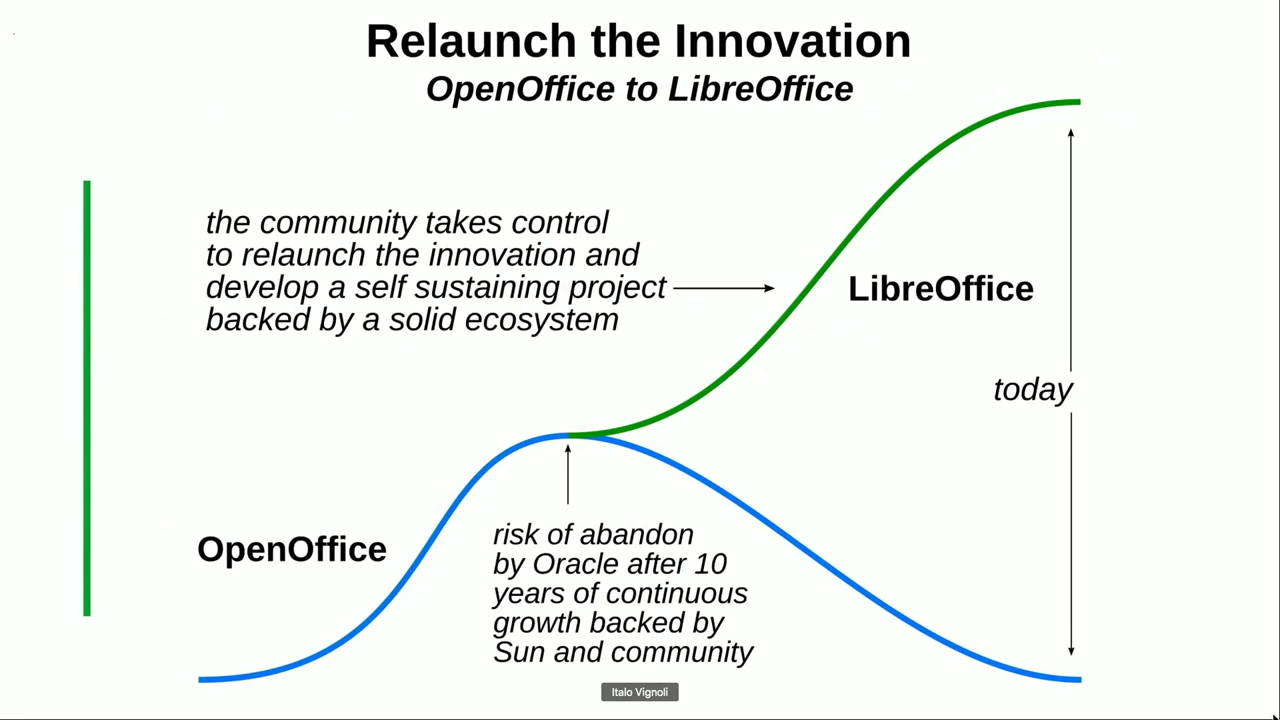 Relaunch the Innovation
OpenOffice to LibreOffice
the community takes control
to relaunch the innovation and
develop a self sustaining project
backed by a solid ecosystem
LibreOffice
today
OpenOffice
risk of abandon
by Oracle after 10
years of continuous
growth backed by
Sun and community
Italo Vignoli